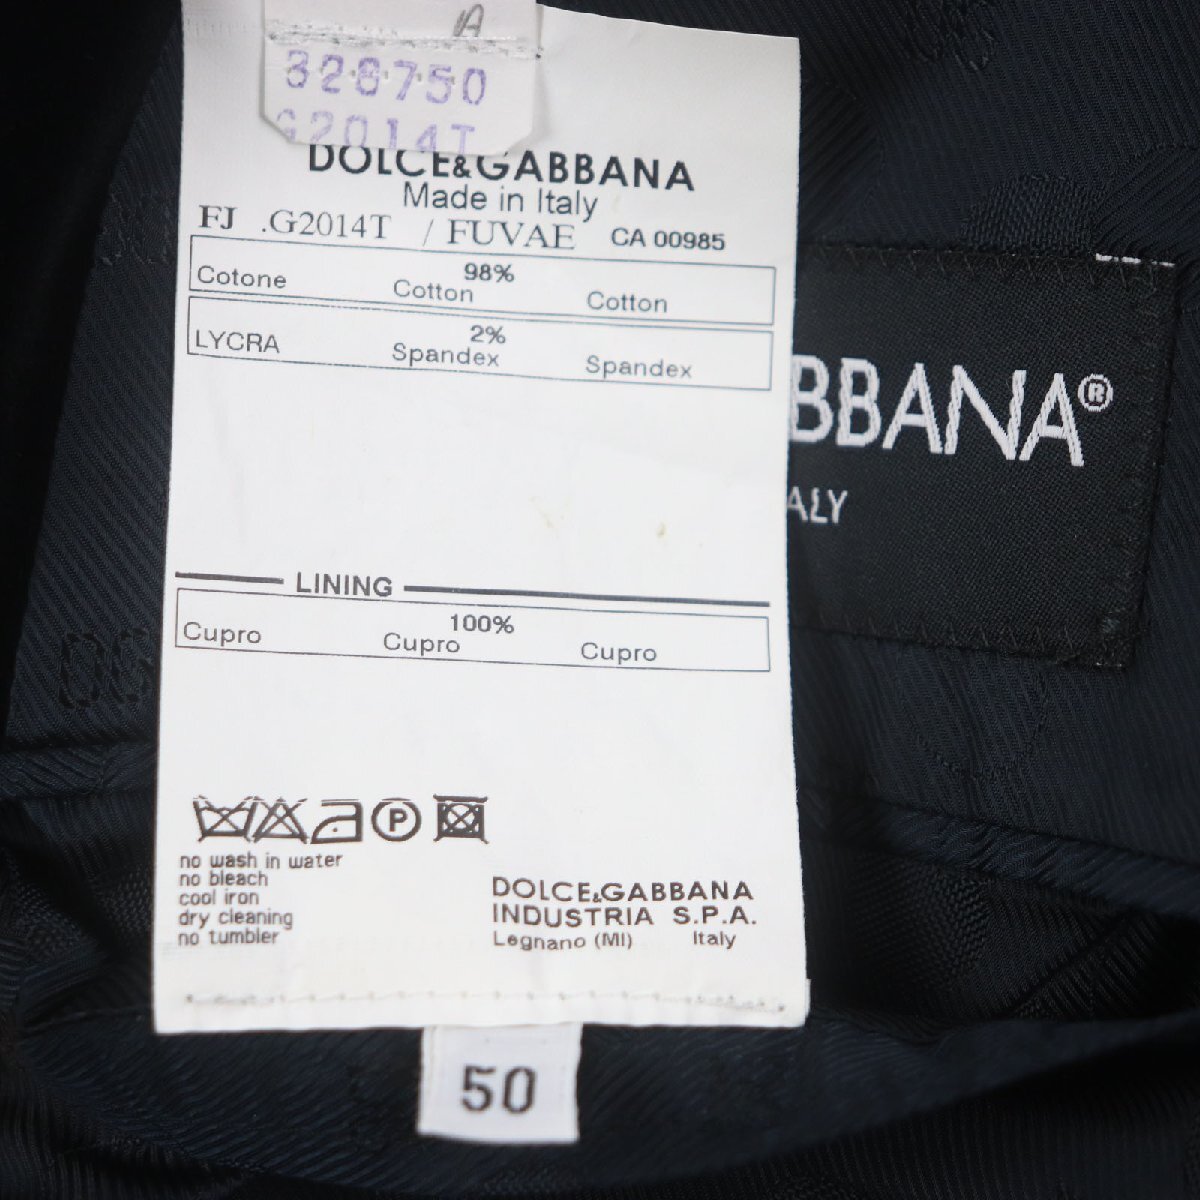 A
328750
G2014T
DOLCE&GABBANA
Made in Italy
FJ .G2014T / FUVAE CA 00985
98%
Cotone Cotton Cotton
2%
LYCRA Spandex Spandex
LINING
100%
Cupro Cupro Cupro
P
no wash in water
no bleach
cool iron
dry cleaning
no tumbler
DOLCE&GABBANA
INDUSTRIA S.P.A.
Legnano (MI) Italy
50
BBANA®
ALY
DG